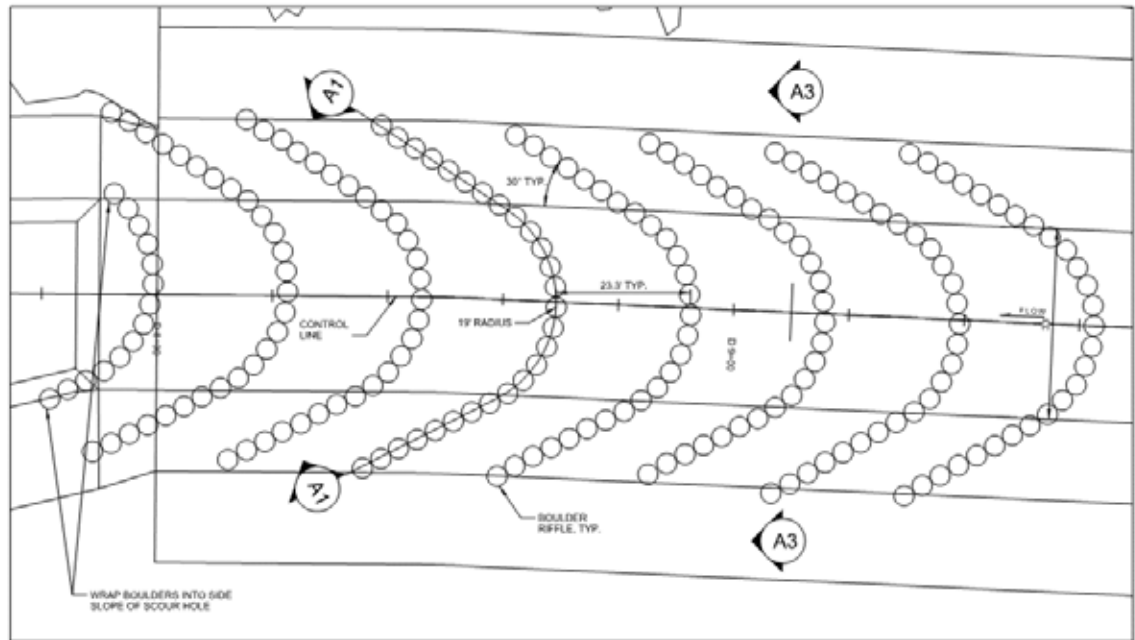 A1
A3
30° TYP.
23.3' TYP.
19' RADIUS
CONTROL
LINE
FLOW
A1
BOULDER
RIFFLE, TYP.
A3
WRAP BOULDERS INTO SIDE
SLOPE OF SCOUR HOLE